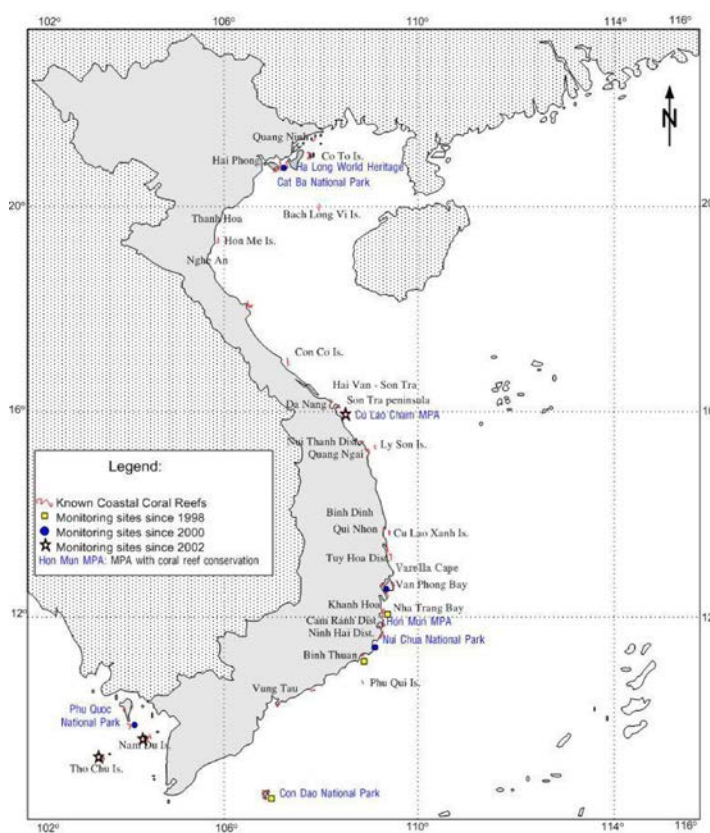 102° 106° 108° 110° 114° 116°
N
Quang Ninh
Co To Is.
Hai Phong
Ha Long World Heritage
Cat Ba National Park
20°
Thanh Hoa
Bach Long Vi Is.
Hon Me Is.
Nghe An
Con Co Is.
Hai Van - Son Tra
Da Nang
Son Tra peninsula
16°
Cu Lao Cham MPA
Nui Thanh Dist.
Ly Son Is.
Quang Ngai
Legend:
Known Coastal Coral Reefs
Monitoring sites since 1998
Monitoring sites since 2000
Monitoring sites since 2002
Hon Mun MPA: MPA with coral reef conservation
Binh Dinh
Qui Nhon
Cu Lao Xanh Is.
Tuy Hoa Dist.
Varella Cape
Van Phong Bay
12°
Khanh Hoa
Nha Trang Bay
Cam Ranh Dist.
Hon Mun MPA
Ninh Hai Dist.
Nui Chua National Park
Binh Thuan
Phu Qui Is.
Vung Tau
Phu Quoc
National Park
Nam Du Is.
Tho Chu Is.
Con Dao National Park
102° 106° 110° 114° 116°